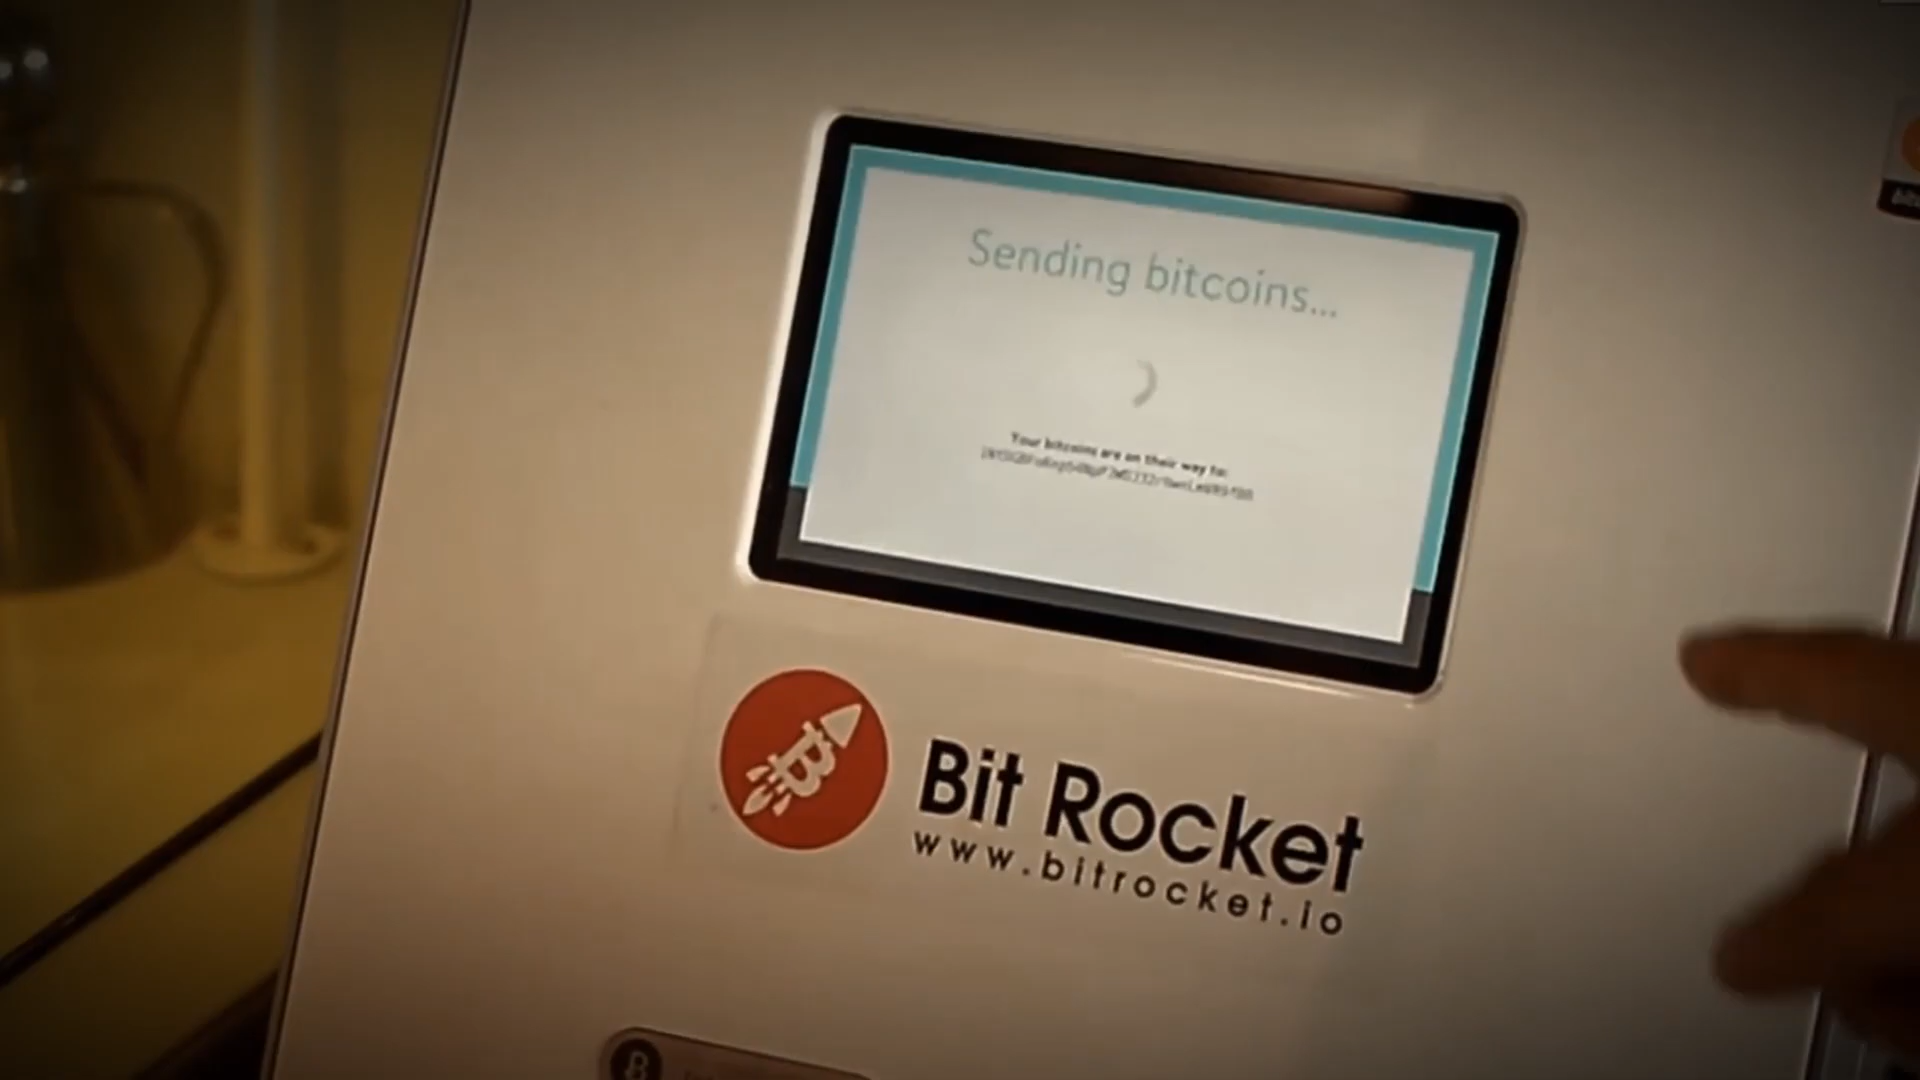 Sending bitcoins...
Your bitcoins are on their way to:
Bit Rocket
www.bitrocket.io